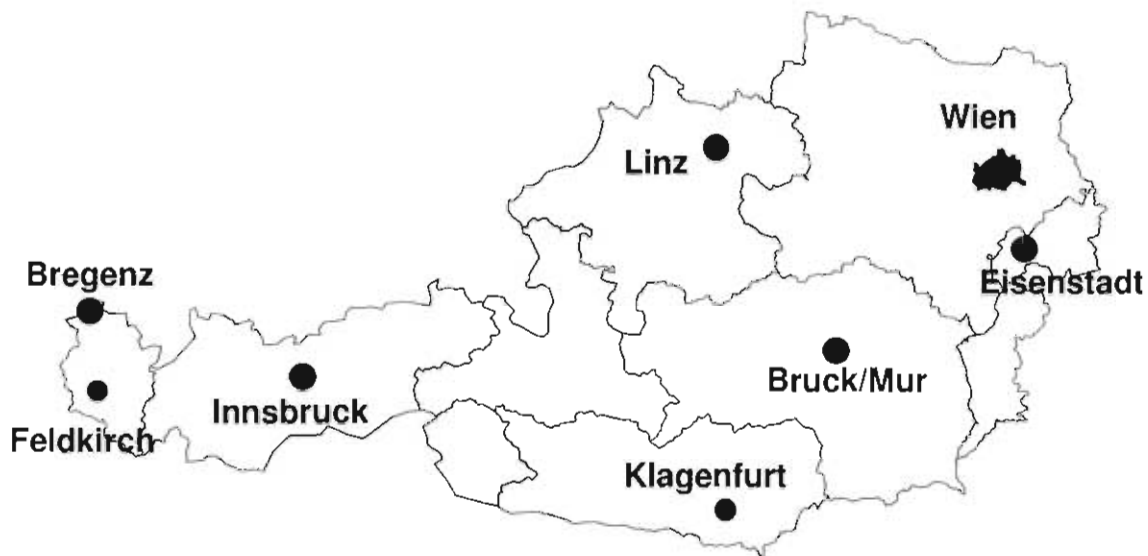 Wien
Linz
Bregenz
Eisenstadt
Bruck/Mur
Innsbruck
Feldkirch
Klagenfurt